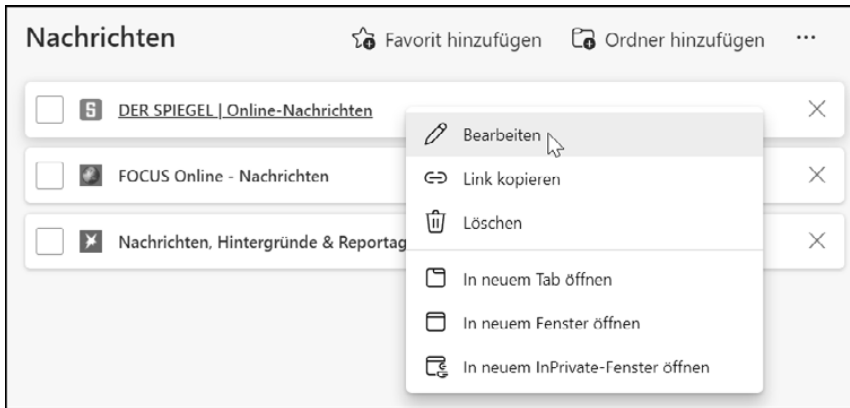 Nachrichten
Favorit hinzufügen
Ordner hinzufügen
DER SPIEGEL | Online-Nachrichten
FOCUS Online - Nachrichten
Nachrichten, Hintergründe & Reportag
Bearbeiten
Link kopieren
Löschen
In neuem Tab öffnen
In neuem Fenster öffnen
In neuem InPrivate-Fenster öffnen